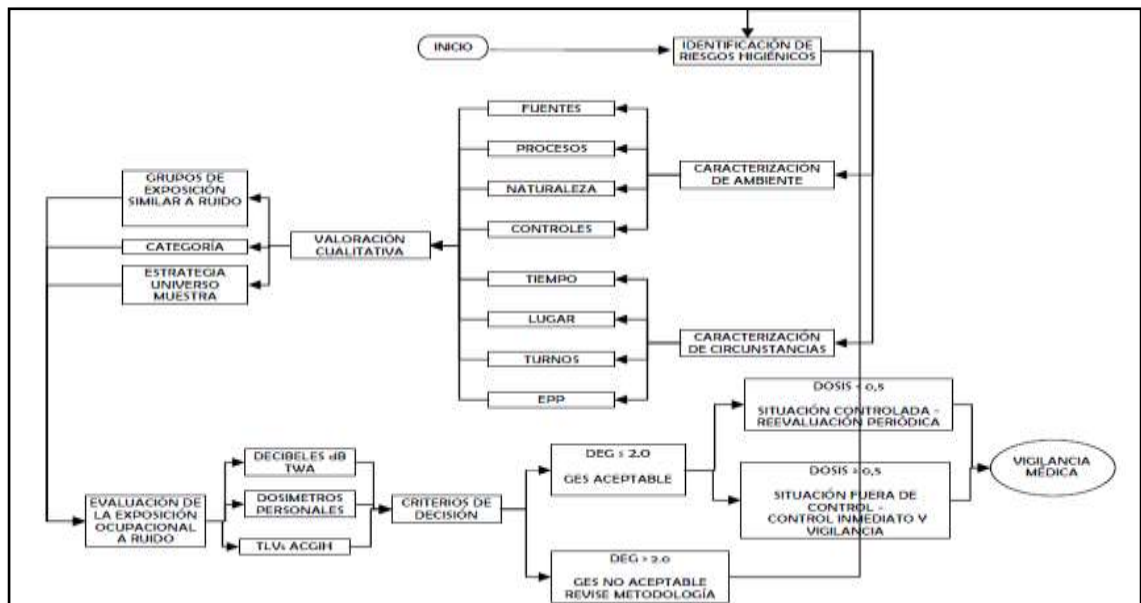 INICIO
IDENTIFICACIÓN DE
RIESGOS HIGIÉNICOS
FUENTES
PROCESOS
NATURALEZA
CONTROLES
CARACTERIZACIÓN
DE AMBIENTE
GRUPOS DE
EXPOSICIÓN
SIMILAR A RUIDO
CATEGORÍA
ESTRATEGIA
UNIVERSO
MUESTRA
VALORACIÓN
CUALITATIVA
TIEMPO
LUGAR
TURNOS
EPP
CARACTERIZACIÓN
DE CIRCUNSTANCIAS
EVALUACIÓN DE
LA EXPOSICIÓN
OCUPACIONAL
A RUIDO
DECIBELES dB
TWA
DOSIMETROS
PERSONALES
TLVs ACGIH
CRITERIOS DE
DECISIÓN
DEG ≤ 2.0
GES ACEPTABLE
DEG > 2.0
GES NO ACEPTABLE
REVISE METODOLOGÍA
DOSIS < 0,5
SITUACIÓN CONTROLADA -
REEVALUACIÓN PERIÓDICA
DOSIS ≥ 0,5
SITUACIÓN FUERA DE
CONTROL -
CONTROL INMEDIATO Y
VIGILANCIA
VIGILANCIA
MÉDICA